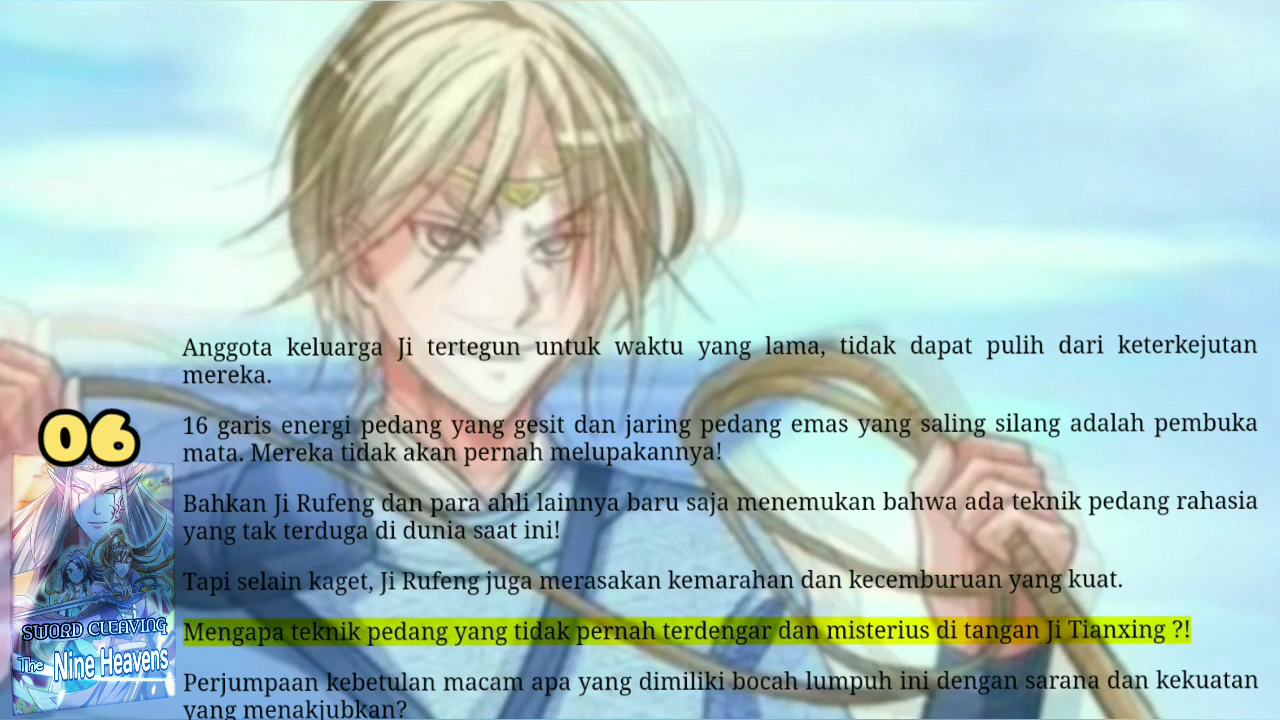 Anggota keluarga Ji tertegun untuk waktu yang lama, tidak dapat pulih dari keterkejutan
mereka.
16 garis energi pedang yang gesit dan jaring pedang emas yang saling silang adalah pembuka
mata. Mereka tidak akan pernah melupakannya!
Bahkan Ji Rufeng dan para ahli lainnya baru saja menemukan bahwa ada teknik pedang rahasia
yang tak terduga di dunia saat ini!
Tapi selain kaget, Ji Rufeng juga merasakan kemarahan dan kecemburuan yang kuat.
Mengapa teknik pedang yang tidak pernah terdengar dan misterius di tangan Ji Tianxing ?!
Perjumpaan kebetulan macam apa yang dimiliki bocah lumpuh ini dengan sarana dan kekuatan
yang menakjubkan?
06
SWORD CLEAVING
The Nine Heavens